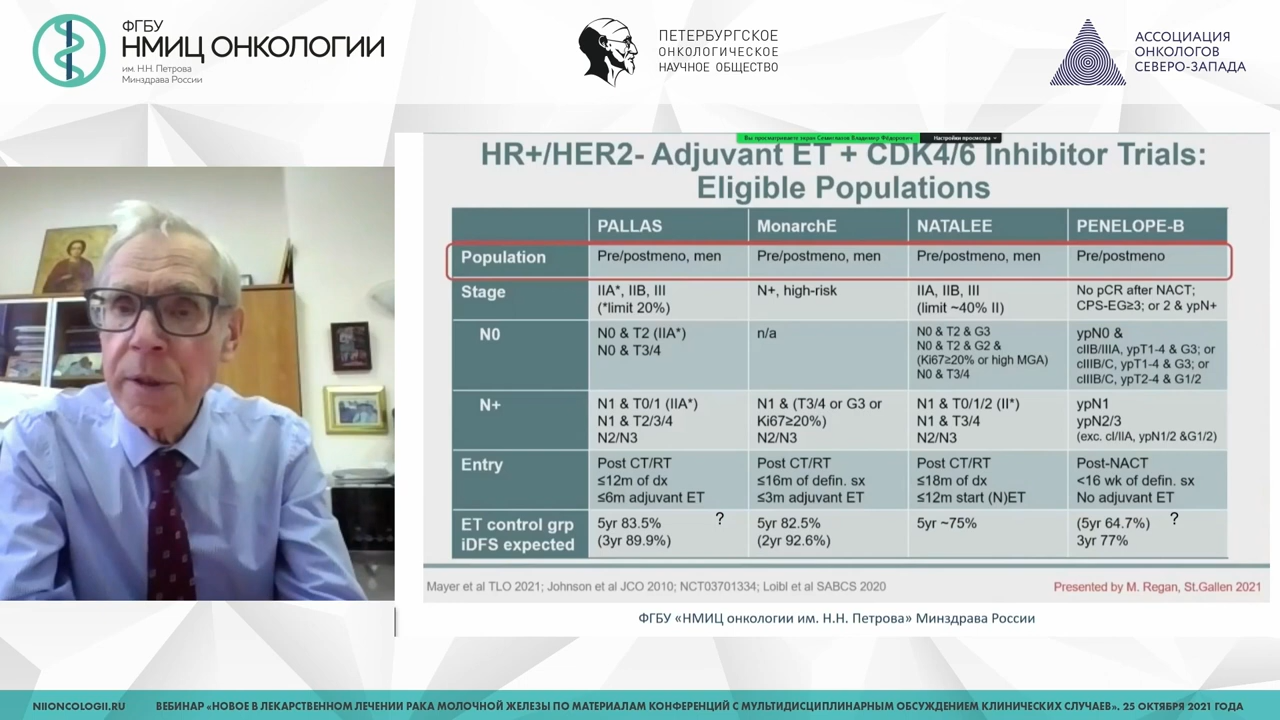 ФГБУ
НМИЦ ОНКОЛОГИИ
им. Н.Н. Петрова
Минздрава России
ПЕТЕРБУРГСКОЕ
ОНКОЛОГИЧЕСКОЕ
НАУЧНОЕ ОБЩЕСТВО
АССОЦИАЦИЯ
ОНКОЛОГОВ
СЕВЕРО-ЗАПАДА
Вы просматриваете экран Семиглазов Владимир Фёдорович
Настройки просмотра
HR+/HER2- Adjuvant ET + CDK4/6 Inhibitor Trials:
Eligible Populations
PALLAS
MonarchE
NATALEE
PENELOPE-B
Population
Pre/postmeno, men
Pre/postmeno, men
Pre/postmeno, men
Pre/postmeno
Stage
IIA*, IIB, III
(*limit 20%)
N+, high-risk
IIA, IIB, III
(limit ~40% II)
No pCR after NACT;
CPS-EG≥3; or 2 & ypN+
N0
N0 & T2 (IIA*)
N0 & T3/4
n/a
N0 & T2 & G3
N0 & T2 & G2 &
(Ki67≥20% or high MGA)
N0 & T3/4
ypN0 &
cIIB/IIIA, ypT1-4 & G3; or
cIIIB/C, ypT1-4 & G3; or
cIIIB/C, ypT2-4 & G1/2
N+
N1 & T0/1 (IIA*)
N1 & T2/3/4
N2/N3
N1 & (T3/4 or G3 or
Ki67≥20%)
N2/N3
N1 & T0/1/2 (II*)
N1 & T3/4
N2/N3
ypN1
ypN2/3
(exc. cI/IIA, ypN1/2 &G1/2)
Entry
Post CT/RT
≤12m of dx
≤6m adjuvant ET
Post CT/RT
≤16m of defin. sx
≤3m adjuvant ET
Post CT/RT
≤18m of dx
≤12m start (N)ET
Post-NACT
<16 wk of defin. sx
No adjuvant ET
ET control grp
iDFS expected
5yr 83.5% ?
(3yr 89.9%)
5yr 82.5%
(2yr 92.6%)
5yr ~75%
(5yr 64.7%) ?
3yr 77%
Mayer et al TLO 2021; Johnson et al JCO 2010; NCT03701334; Loibl et al SABCS 2020
Presented by M. Regan, St.Gallen 2021
ФГБУ «НМИЦ онкологии им. Н.Н. Петрова» Минздрава России
NIIONCOLOGII.RU
ВЕБИНАР «НОВОЕ В ЛЕКАРСТВЕННОМ ЛЕЧЕНИИ РАКА МОЛОЧНОЙ ЖЕЛЕЗЫ ПО МАТЕРИАЛАМ КОНФЕРЕНЦИЙ С МУЛЬТИДИСЦИПЛИНАРНЫМ ОБСУЖДЕНИЕМ КЛИНИЧЕСКИХ СЛУЧАЕВ». 25 ОКТЯБРЯ 2021 ГОДА